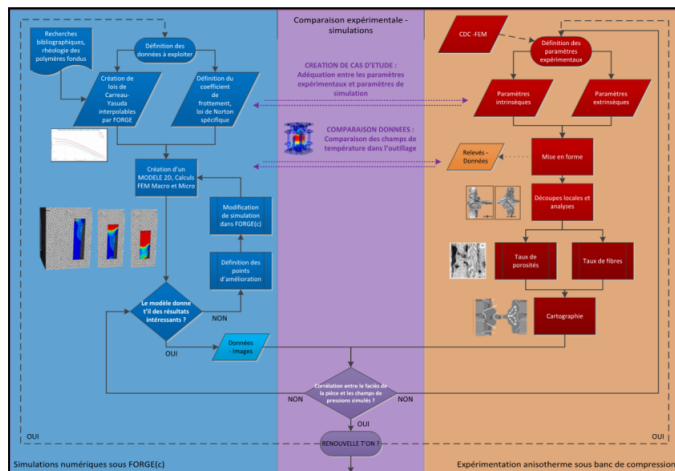 Comparaison expérimentale -
simulations
Recherches
bibliographiques,
rhéologie des
polymères fondus
Définition des
données à exploiter
Création de
lois de
Carreau-
Yasuda
interpolables
par FORGE
Définition du
coefficient
de
frottement,
loi de Norton
spécifique
Création d'un
MODELE 2D, Calculs
FEM Macro et Micro
Modification
de simulation
dans FORGE(c)
Définition des
points
d'amélioration
Le modèle donne
t'il des résultats
intéressants ?
NON
OUI
Données
- Images
CREATION DE CAS D'ETUDE :
Adéquation entre les paramètres
expérimentaux et paramètres de
simulation
COMPARAISON DONNEES :
Comparaison des champs de
température dans l'outillage
CDC -FEM
Définition des
paramètres
expérimentaux
Paramètres
intrinsèques
Paramètres
extrinsèques
Relevés -
Données
Mise en forme
Découpes locales et
analyses
Taux de
porosités
Taux de fibres
Cartographie
Corrélation entre le faciès de
la pièce et les champs de
pressions simulés ?
NON
NON
OUI
RENOUVELLE T'ON ?
OUI
OUI
Simulations numériques sous FORGE(c)
Expérimentation anisotherme sous banc de compression